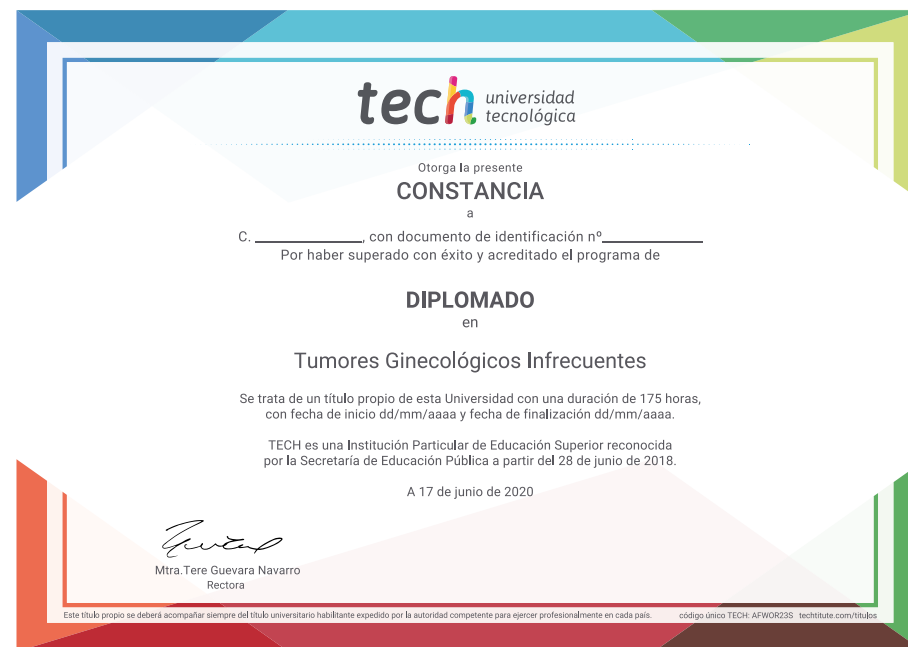 tech universidad
tecnológica
Otorga la presente
CONSTANCIA
a
C. ______________, con documento de identificación nº_____________
Por haber superado con éxito y acreditado el programa de
DIPLOMADO
en
Tumores Ginecológicos Infrecuentes
Se trata de un título propio de esta Universidad con una duración de 175 horas,
con fecha de inicio dd/mm/aaaa y fecha de finalización dd/mm/aaaa.
TECH es una Institución Particular de Educación Superior reconocida
por la Secretaría de Educación Pública a partir del 28 de junio de 2018.
A 17 de junio de 2020
Mtra.Tere Guevara Navarro
Rectora
Este título propio se deberá acompañar siempre del título universitario habilitante expedido por la autoridad competente para ejercer profesionalmente en cada país. código único TECH: AFWOR23S techtitute.com/titulos